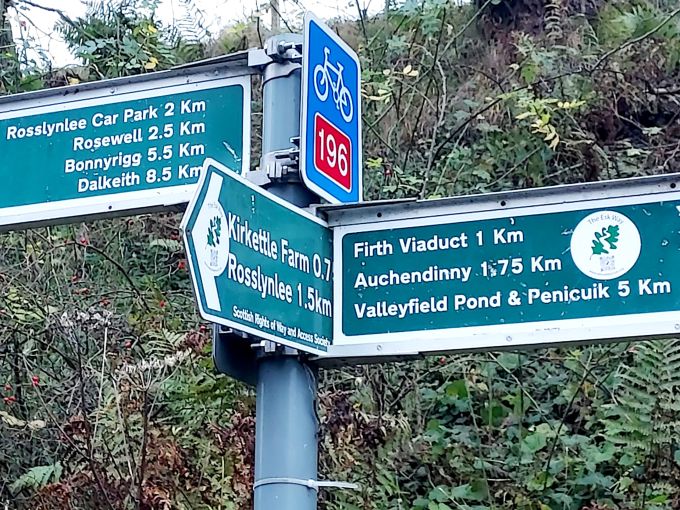 Rosslynlee Car Park 2 Km
Rosewell 2.5 Km
Bonnyrigg 5.5 Km
Dalkeith 8.5 Km
196
Kirkettle Farm 0.7
Rosslynlee 1.5km
Scottish Rights of Way and Access Society
Firth Viaduct 1 Km
Auchendinny 1.75 Km
Valleyfield Pond & Penicuik 5 Km
The Esk Way